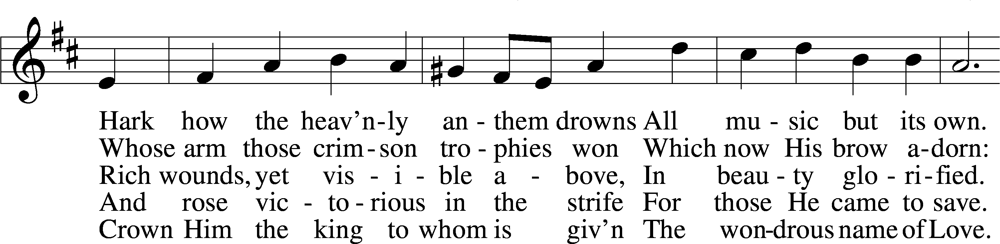 Hark how the heav’n-ly an - them drowns All mu - sic but its own.
Whose arm those crim-son tro - phies won Which now His brow a-dorn:
Rich wounds, yet vis - i - ble a - bove, In beau - ty glo - ri-fied.
And rose vic - to-rious in the strife For those He came to save.
Crown Him the king to whom is giv’n The won-drous name of Love.